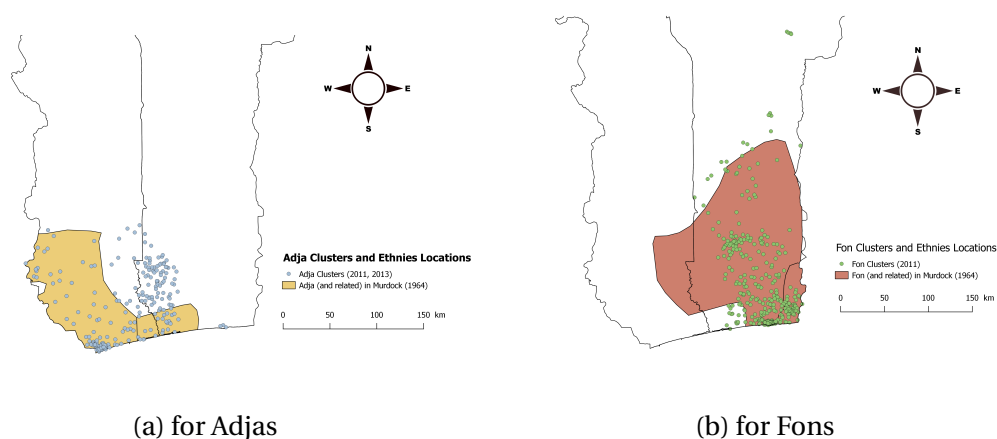 N
W E
S
Adja Clusters and Ethnies Locations
Adja Clusters (2011, 2013)
Adja (and related) in Murdock (1964)
0 50 100 150 km
(a) for Adjas
N
W E
S
Fon Clusters and Ethnies Locations
Fon Clusters (2011)
Fon (and related) in Murdock (1964)
0 50 100 150 km
(b) for Fons